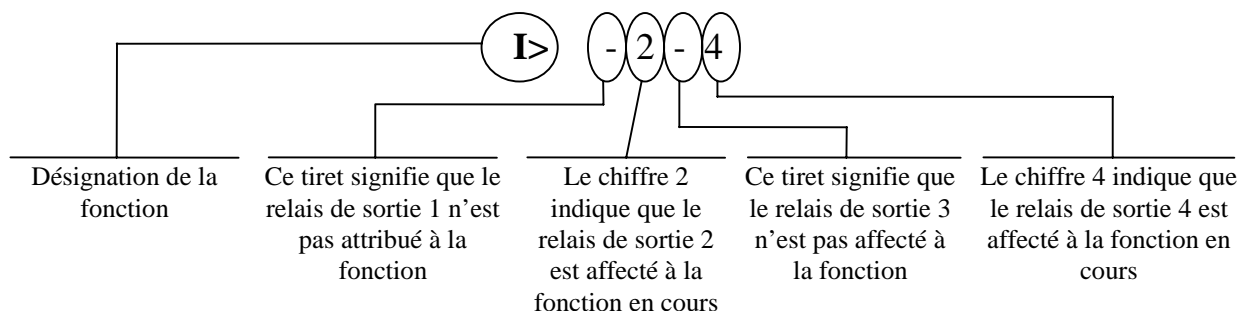 I> - 2 - 4
Désignation de la
fonction
Ce tiret signifie que le
relais de sortie 1 n’est
pas attribué à la
fonction
Le chiffre 2
indique que le
relais de sortie 2
est affecté à la
fonction en cours
Ce tiret signifie que
le relais de sortie 3
n’est pas affecté à
la fonction
Le chiffre 4 indique que
le relais de sortie 4 est
affecté à la fonction en
cours